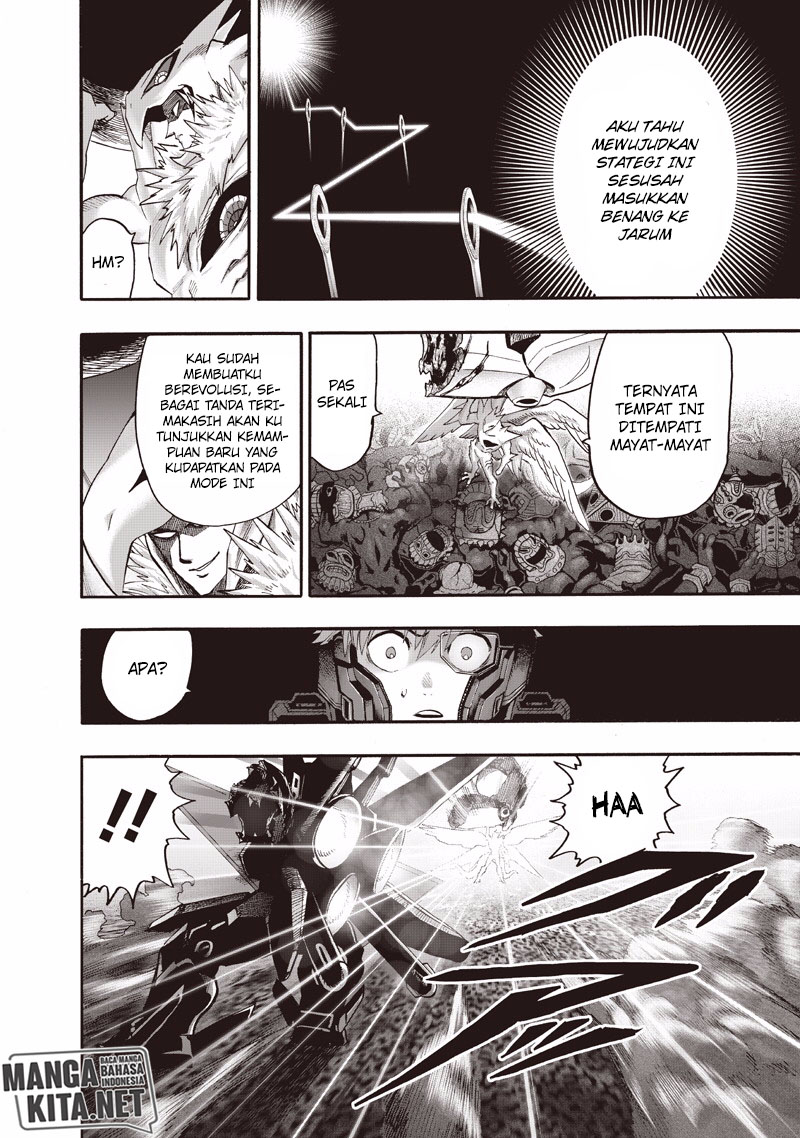 AKU TAHU
MEWUJUDKAN
STATEGI INI
SESUSAH
MASUKKAN
BENANG KE
JARUM
HM?
TERNYATA
TEMPAT INI
DITEMPATI
MAYAT-MAYAT
PAS
SEKALI
KAU SUDAH
MEMBUATKU
BEREVOLUSI, SE-
BAGAI TANDA TERI-
MAKASIH AKAN KU
TUNJUKKAN KEMAM-
PUAN BARU YANG
KUDAPATKAN PADA
MODE INI
APA?
HAA
!!
MANGA
KITA.NET
BACA MANGA
BAHASA
INDONESIA